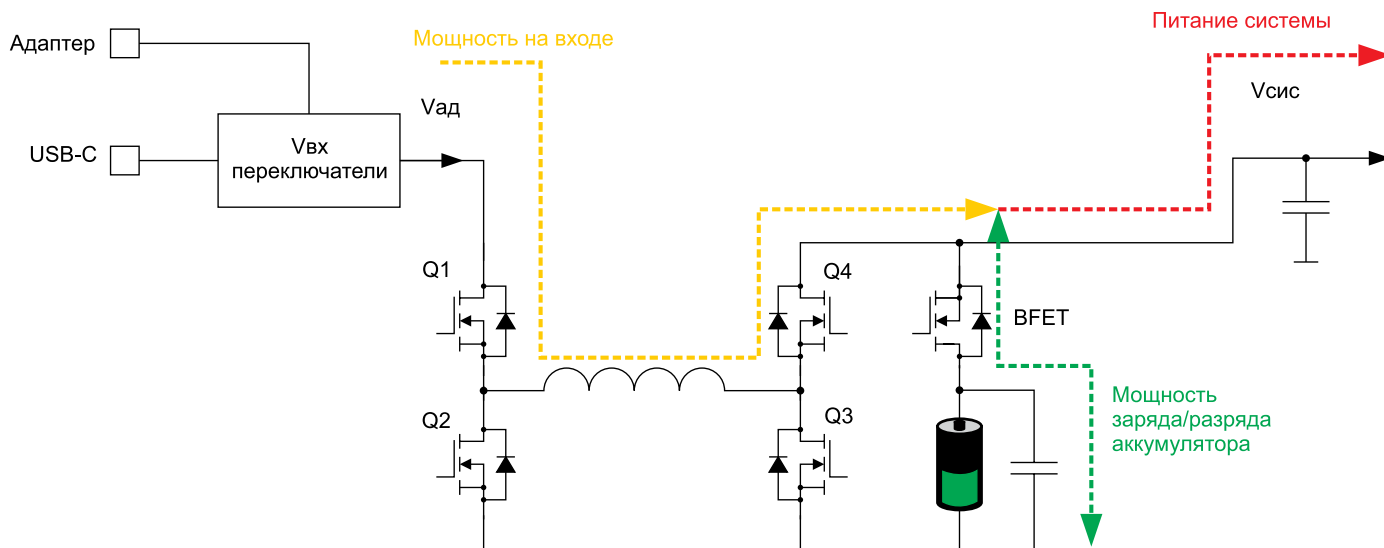 Питание системы
Мощность на входе
Адаптер
Vад
Vсис
USB-C
Vвх
переключатели
Q1
Q4
BFET
Q2
Q3
Мощность
заряда/разряда
аккумулятора